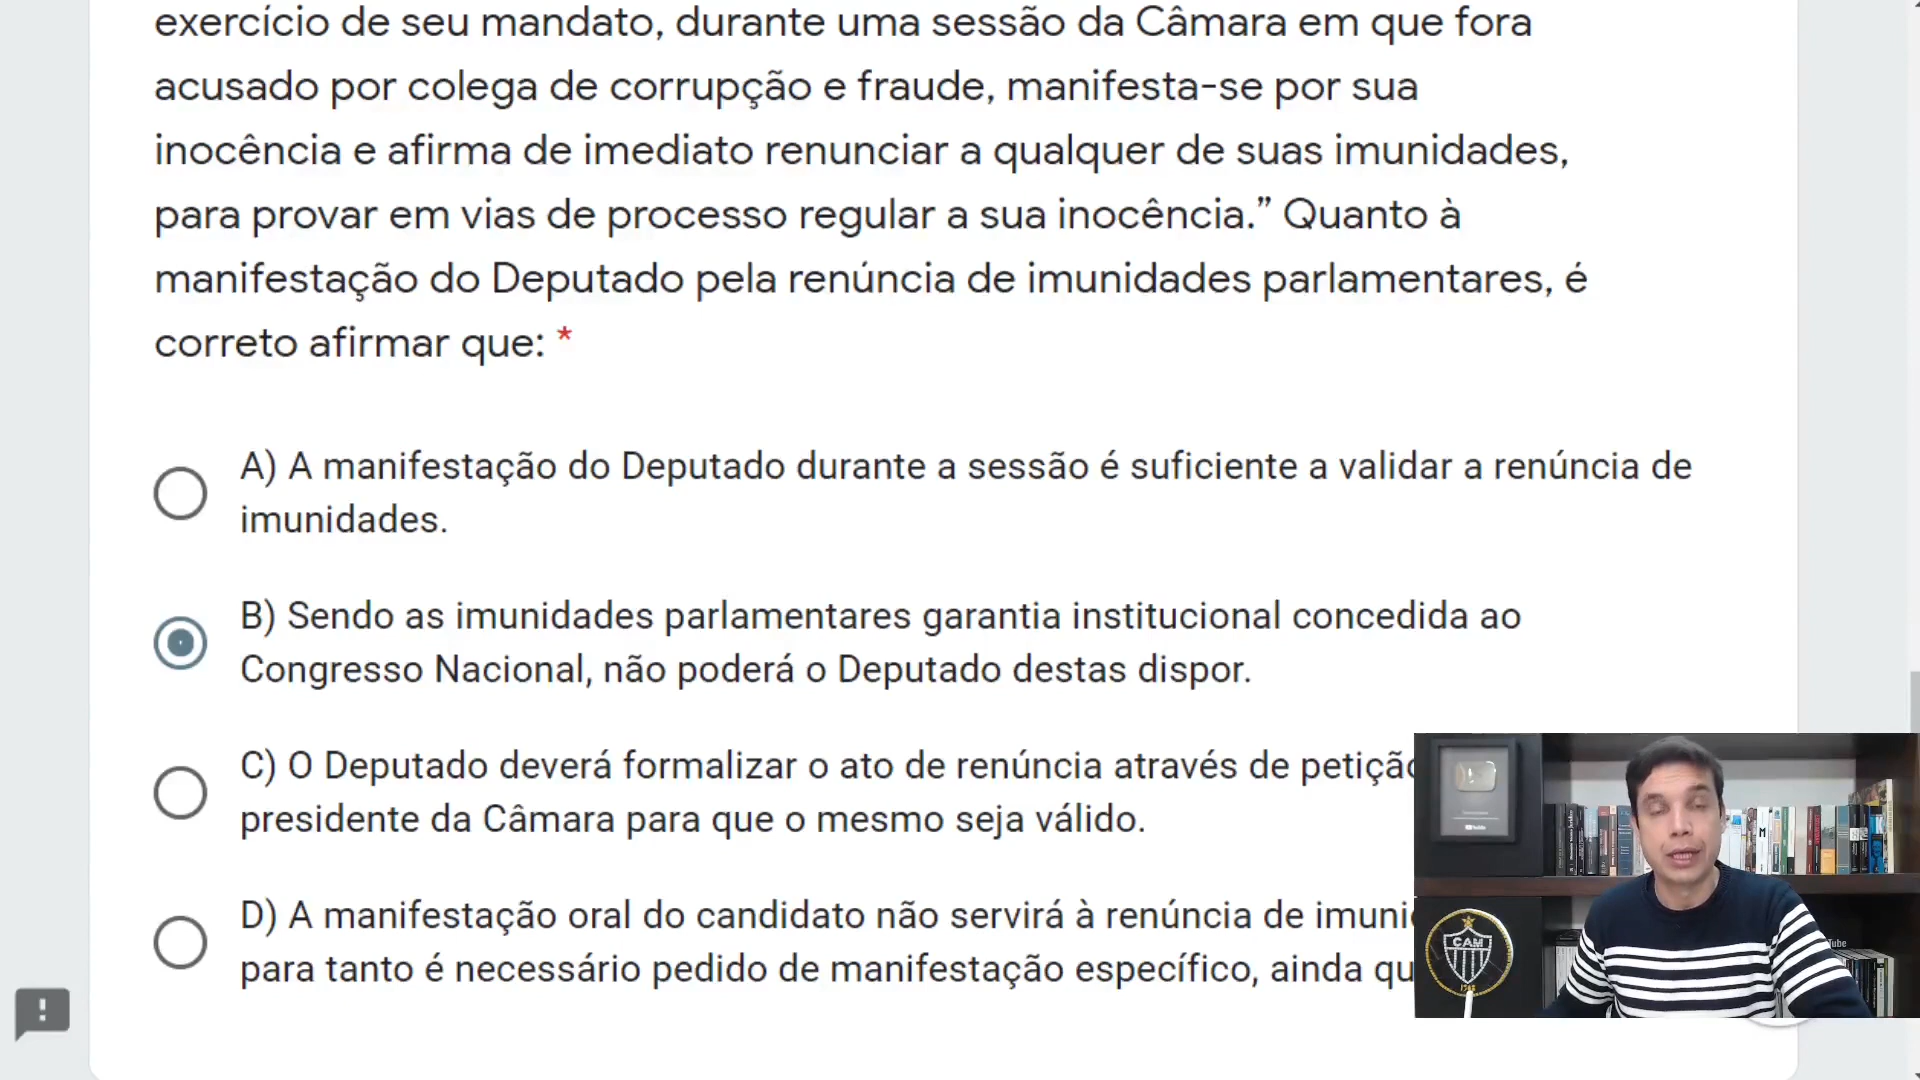 exercício de seu mandato, durante uma sessão da Câmara em que fora
acusado por colega de corrupção e fraude, manifesta-se por sua
inocência e afirma de imediato renunciar a qualquer de suas imunidades,
para provar em vias de processo regular a sua inocência.” Quanto à
manifestação do Deputado pela renúncia de imunidades parlamentares, é
correto afirmar que: *
A) A manifestação do Deputado durante a sessão é suficiente a validar a renúncia de
imunidades.
B) Sendo as imunidades parlamentares garantia institucional concedida ao
Congresso Nacional, não poderá o Deputado destas dispor.
C) O Deputado deverá formalizar o ato de renúncia através de petição
presidente da Câmara para que o mesmo seja válido.
D) A manifestação oral do candidato não servirá à renúncia de
para tanto é necessário pedido de manifestação específico, ainda
CAM